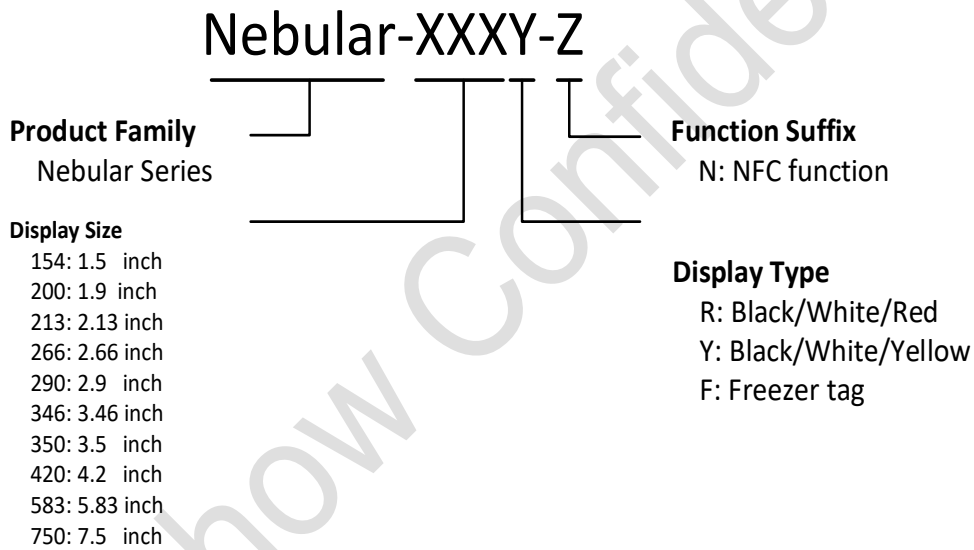 Nebular-XXXY-Z
Product Family
Nebular Series
Display Size
154: 1.5 inch
200: 1.9 inch
213: 2.13 inch
266: 2.66 inch
290: 2.9 inch
346: 3.46 inch
350: 3.5 inch
420: 4.2 inch
583: 5.83 inch
750: 7.5 inch
Function Suffix
N: NFC function
Display Type
R: Black/White/Red
Y: Black/White/Yellow
F: Freezer tag
how Confide